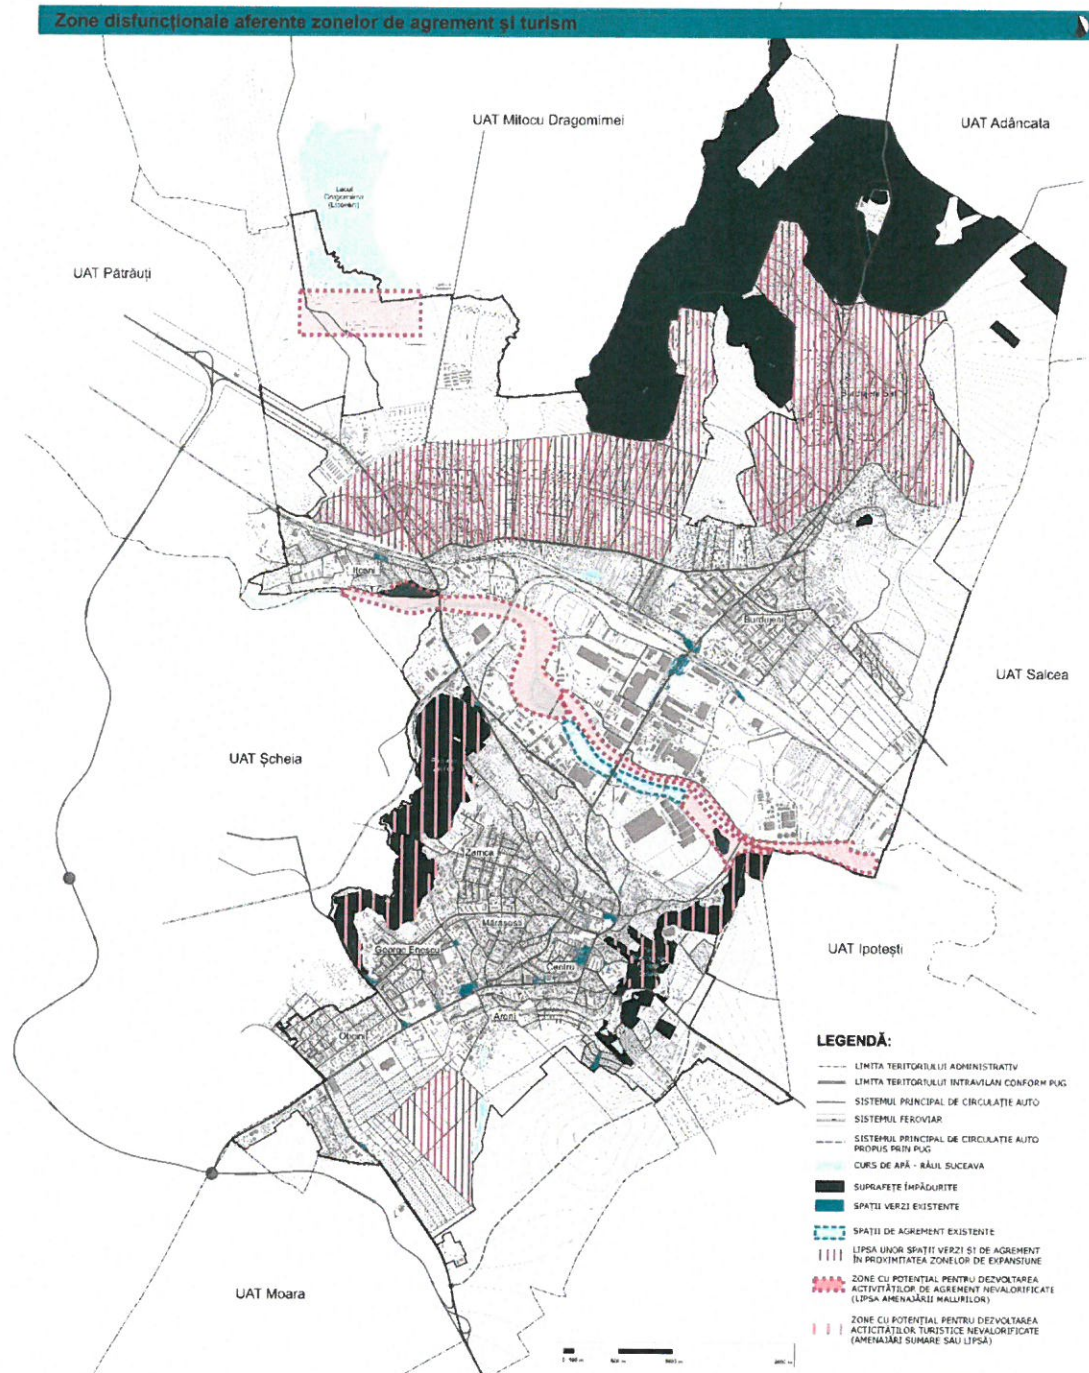 Zone disfuncționale aferente zonelor de agrement și turism
UAT Mitocu Dragomirnei
UAT Adâncata
Lacul
Dragomirna
UAT Pătrăuți
Ițcani
Burdujeni
UAT Salcea
UAT Șcheia
Zamca
Mărășești
George Enescu
Centru
UAT Ipotești
Areni
Obcini
LEGENDĂ:
LIMITA TERITORIULUI ADMINISTRATIV
LIMITA TERITORIULUI INTRAVILAN CONFORM PUG
SISTEMUL PRINCIPAL DE CIRCULAȚIE AUTO
SISTEMUL FEROVIAR
SISTEMUL PRINCIPAL DE CIRCULAȚIE AUTO
PROPUS PRIN PUG
CURS DE APĂ - RÂUL SUCEAVA
SUPRAFEȚE ÎMPĂDURITE
SPAȚII VERZI EXISTENTE
SPAȚII DE AGREMENT EXISTENTE
LIPSA UNOR SPAȚII VERZI ȘI DE AGREMENT
ÎN PROXIMITATEA ZONELOR DE EXPANSIUNE
ZONE CU POTENȚIAL PENTRU DEZVOLTAREA
ACTIVITĂȚILOR DE AGREMENT NEVALORIFICATE
(LIPSA AMENAJĂRII MALURILOR)
ZONE CU POTENȚIAL PENTRU DEZVOLTAREA
ACTICITĂȚILOR TURISTICE NEVALORIFICATE
(AMENAJĂRI SUMARE SAU LIPSĂ)
UAT Moara